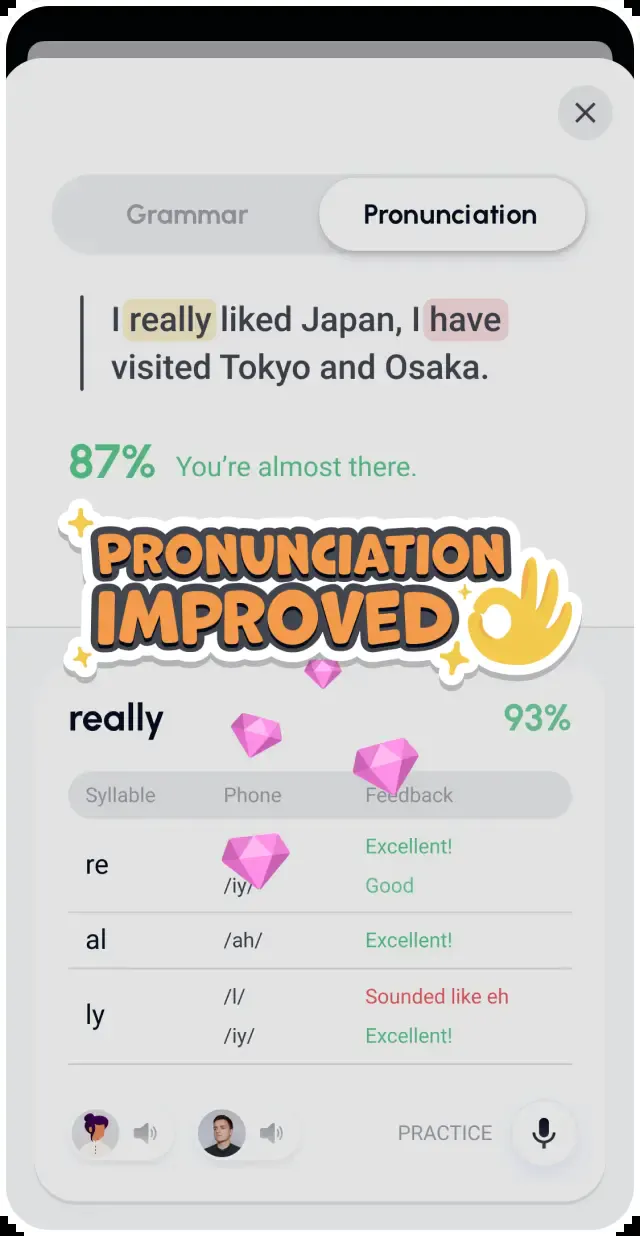 Grammar
Pronunciation
I really liked Japan, I have
visited Tokyo and Osaka.
87% You’re almost there.
PRONUNCIATION
IMPROVED
really 93%
Syllable Phone Feedback
re Excellent!
/iy/ Good
al /ah/ Excellent!
ly /l/ Sounded like eh
/iy/ Excellent!
PRACTICE